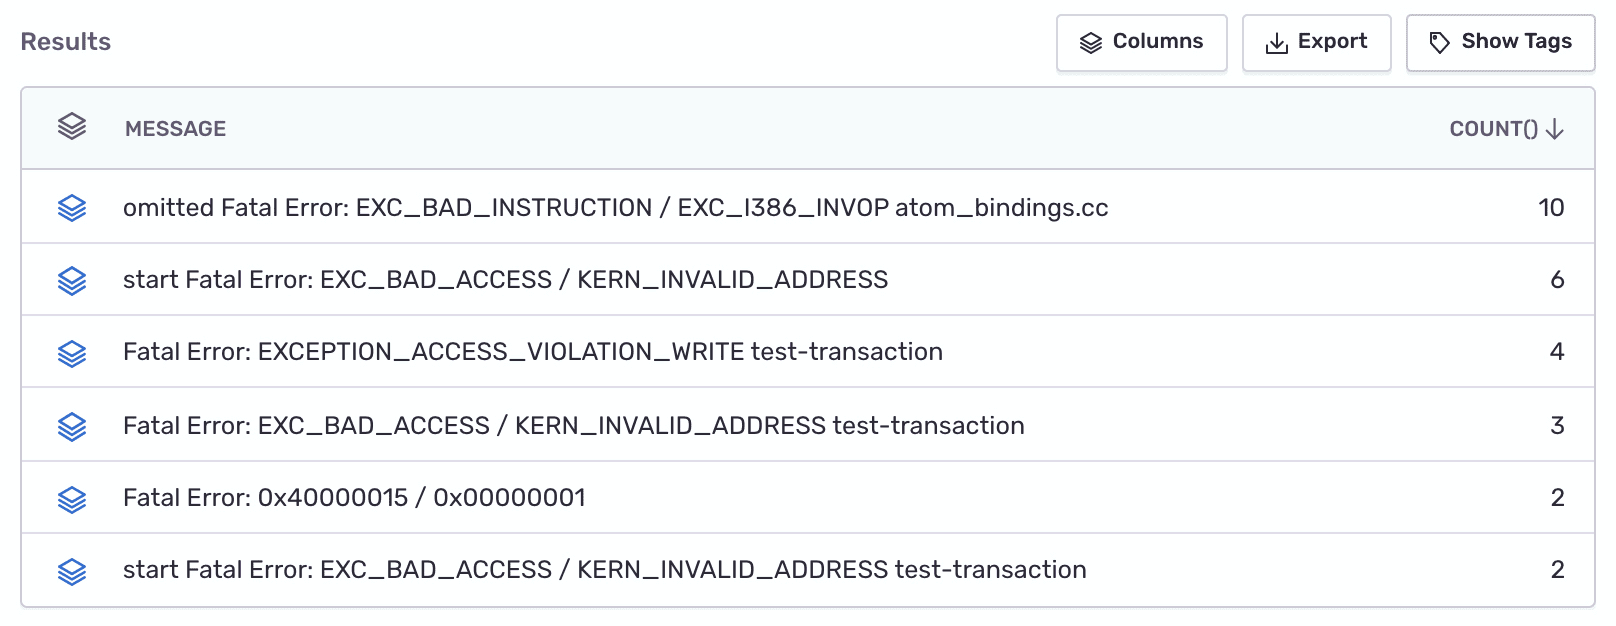 Results
Columns
Export
Show Tags
MESSAGE COUNT()
omitted Fatal Error: EXC_BAD_INSTRUCTION / EXC_I386_INVOP atom_bindings.cc 10
start Fatal Error: EXC_BAD_ACCESS / KERN_INVALID_ADDRESS 6
Fatal Error: EXCEPTION_ACCESS_VIOLATION_WRITE test-transaction 4
Fatal Error: EXC_BAD_ACCESS / KERN_INVALID_ADDRESS test-transaction 3
Fatal Error: 0x40000015 / 0x00000001 2
start Fatal Error: EXC_BAD_ACCESS / KERN_INVALID_ADDRESS test-transaction 2